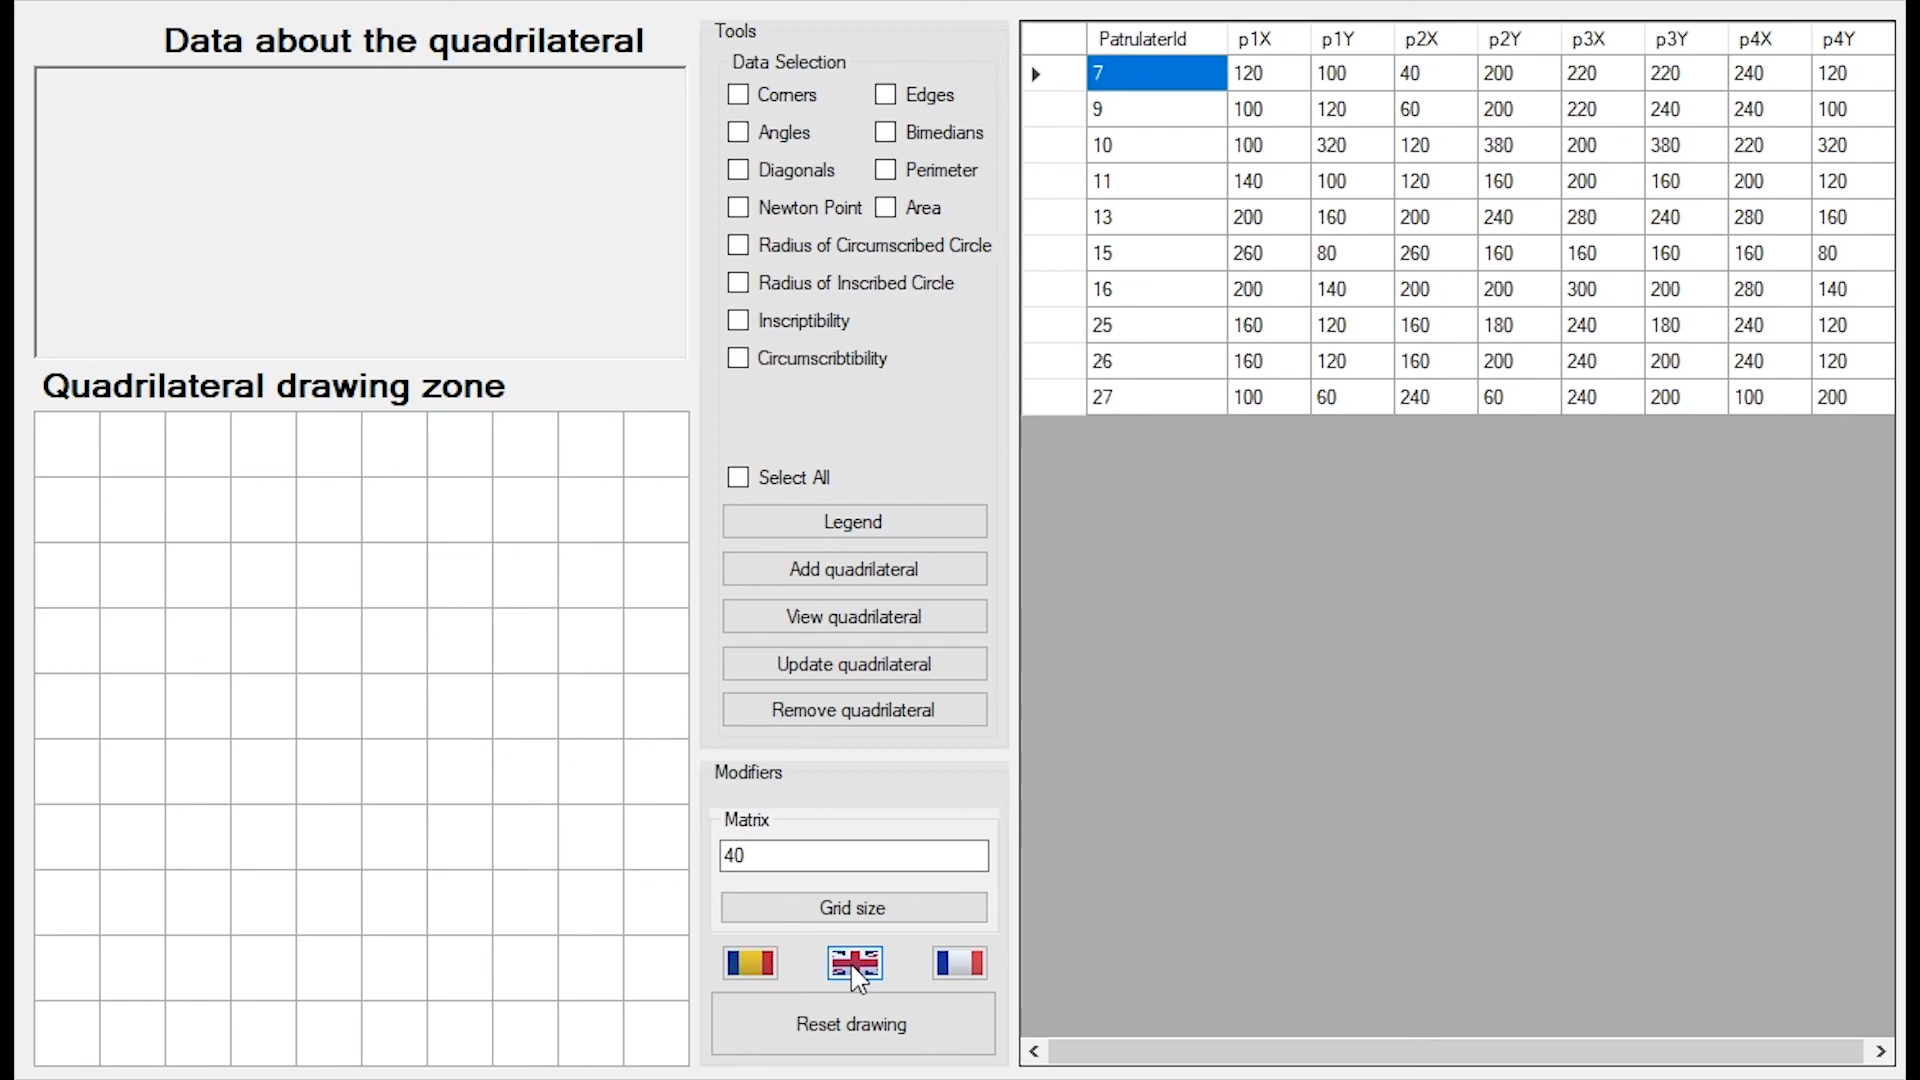 Data about the quadrilateral
Quadrilateral drawing zone
Tools
Data Selection
Corners Edges
Angles Bimedians
Diagonals Perimeter
Newton Point Area
Radius of Circumscribed Circle
Radius of Inscribed Circle
Inscriptibility
Circumscribtibility
Select All
Legend
Add quadrilateral
View quadrilateral
Update quadrilateral
Remove quadrilateral
Modifiers
Matrix
40
Grid size
Reset drawing
PatrulaterId p1X p1Y p2X p2Y p3X p3Y p4X p4Y
7 120 100 40 200 220 220 240 120
9 100 120 60 200 220 240 240 100
10 100 320 120 380 200 380 220 320
11 140 100 120 160 200 160 200 120
13 200 160 200 240 280 240 280 160
15 260 80 260 160 160 160 160 80
16 200 140 200 200 300 200 280 140
25 160 120 160 180 240 180 240 120
26 160 120 160 200 240 200 240 120
27 100 60 240 60 240 200 100 200